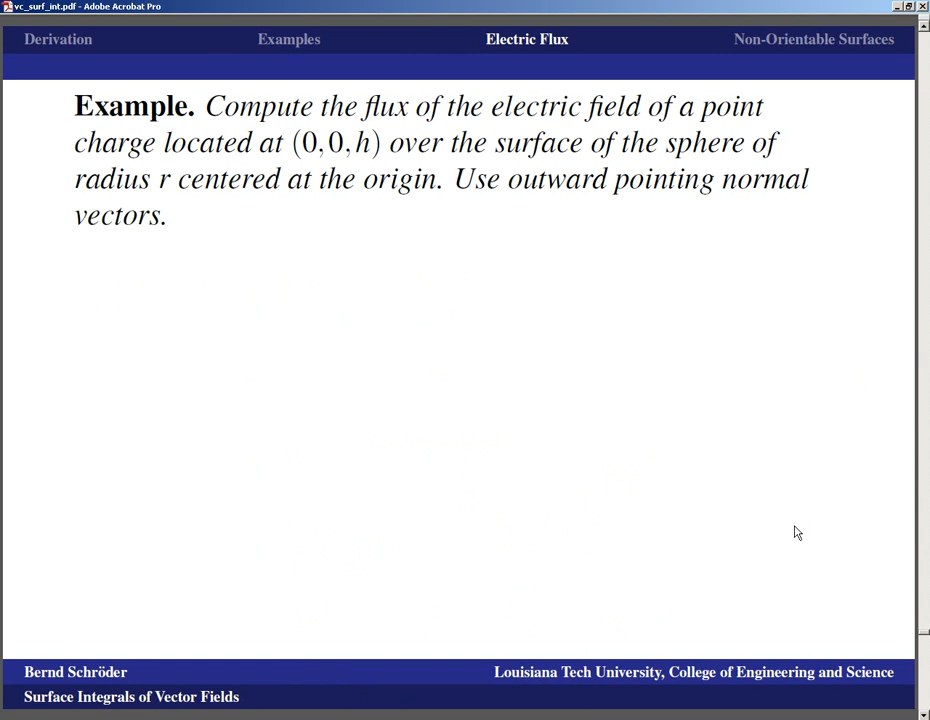 vc_surf_int.pdf - Adobe Acrobat Pro
Derivation Examples Electric Flux Non-Orientable Surfaces
Example. Compute the flux of the electric field of a point
charge located at (0,0,h) over the surface of the sphere of
radius r centered at the origin. Use outward pointing normal
vectors.
Bernd Schröder Louisiana Tech University, College of Engineering and Science
Surface Integrals of Vector Fields